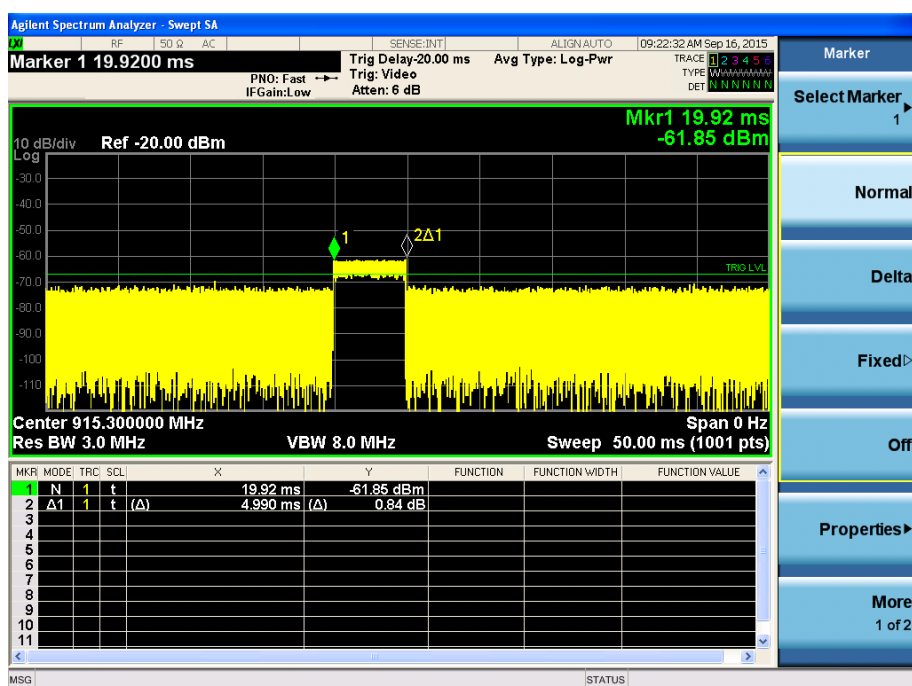 Agilent Spectrum Analyzer - Swept SA
LXI RF 50 Ω AC SENSE:INT ALIGN AUTO 09:22:32 AM Sep 16, 2015
Marker 1 19.9200 ms
PNO: Fast
IFGain:Low
Trig Delay-20.00 ms
Trig: Video
Atten: 6 dB
Avg Type: Log-Pwr
TRACE 1 2 3 4 5 6
TYPE WWWWWW
DET N N N N N N
Mkr1 19.92 ms
-61.85 dBm
10 dB/div Ref -20.00 dBm
Log
-30.0
-40.0
-50.0
-60.0
-70.0
-80.0
-90.0
-100
-110
1
2Δ1
TRIG LVL
Center 915.300000 MHz Span 0 Hz
Res BW 3.0 MHz VBW 8.0 MHz Sweep 50.00 ms (1001 pts)
MKR MODE TRC SCL X Y FUNCTION FUNCTION WIDTH FUNCTION VALUE
1 N 1 t 19.92 ms -61.85 dBm
2 Δ1 1 t (Δ) 4.990 ms (Δ) 0.84 dB
3
4
5
6
7
8
9
10
11
MSG STATUS
Marker
Select Marker
1
Normal
Delta
Fixed
Off
Properties
More
1 of 2